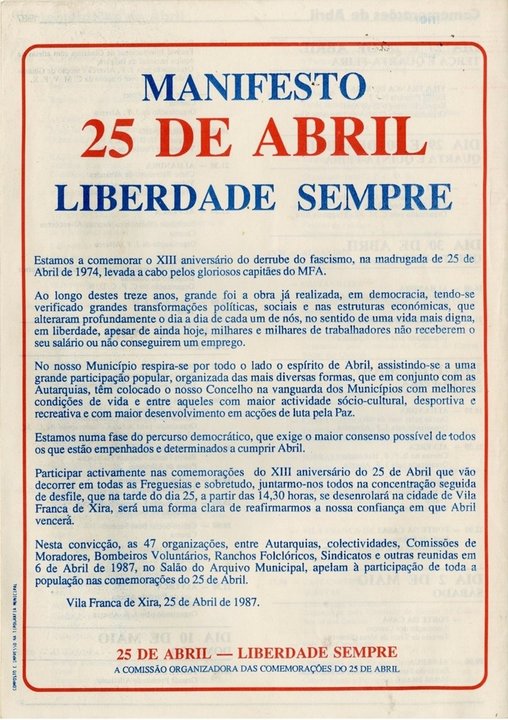 MANIFESTO
25 DE ABRIL
LIBERDADE SEMPRE
Estamos a comemorar o XIII aniversário do derrube do fascismo, na madrugada de 25 de
Abril de 1974, levada a cabo pelos gloriosos capitães do MFA.
Ao longo destes treze anos, grande foi a obra já realizada, em democracia, tendo-se
verificado grandes transformações políticas, sociais e nas estruturas económicas, que
alteraram profundamente o dia a dia de cada um de nós, no sentido de uma vida mais digna,
em liberdade, apesar de ainda hoje, milhares e milhares de trabalhadores não receberem o
seu salário ou não conseguirem um emprego.
No nosso Município respira-se por todo o lado o espírito de Abril, assistindo-se a uma
grande participação popular, organizada das mais diversas formas, que em conjunto com as
Autarquias, têm colocado o nosso Concelho na vanguarda dos Municípios com melhores
condições de vida e entre aqueles com maior actividade sócio-cultural, desportiva e
recreativa e com maior desenvolvimento em acções de luta pela Paz.
Estamos numa fase do percurso democrático, que exige o maior consenso possível de todos
os que estão empenhados e determinados a cumprir Abril.
Participar activamente nas comemorações do XIII aniversário do 25 de Abril que vão
decorrer em todas as Freguesias e sobretudo, juntarmo-nos todos na concentração seguida
de desfile, que na tarde do dia 25, a partir das 14,30 horas, se desenrolará na cidade de Vila
Franca de Xira, será uma forma clara de reafirmarmos a nossa confiança em que Abril
vencerá.
Nesta convicção, as 47 organizações, entre Autarquias, colectividades, Comissões de
Moradores, Bombeiros Voluntários, Ranchos Folclóricos, Sindicatos e outras reunidas em
6 de Abril de 1987, no Salão do Arquivo Municipal, apelam à participação de toda a
população nas comemorações do 25 de Abril.
Vila Franca de Xira, 25 de Abril de 1987.
25 DE ABRIL — LIBERDADE SEMPRE
A COMISSÃO ORGANIZADORA DAS COMEMORAÇÕES DO 25 DE ABRIL
COMPOSTO E IMPRESSO NA TIPOGRAFIA MUNICIPAL